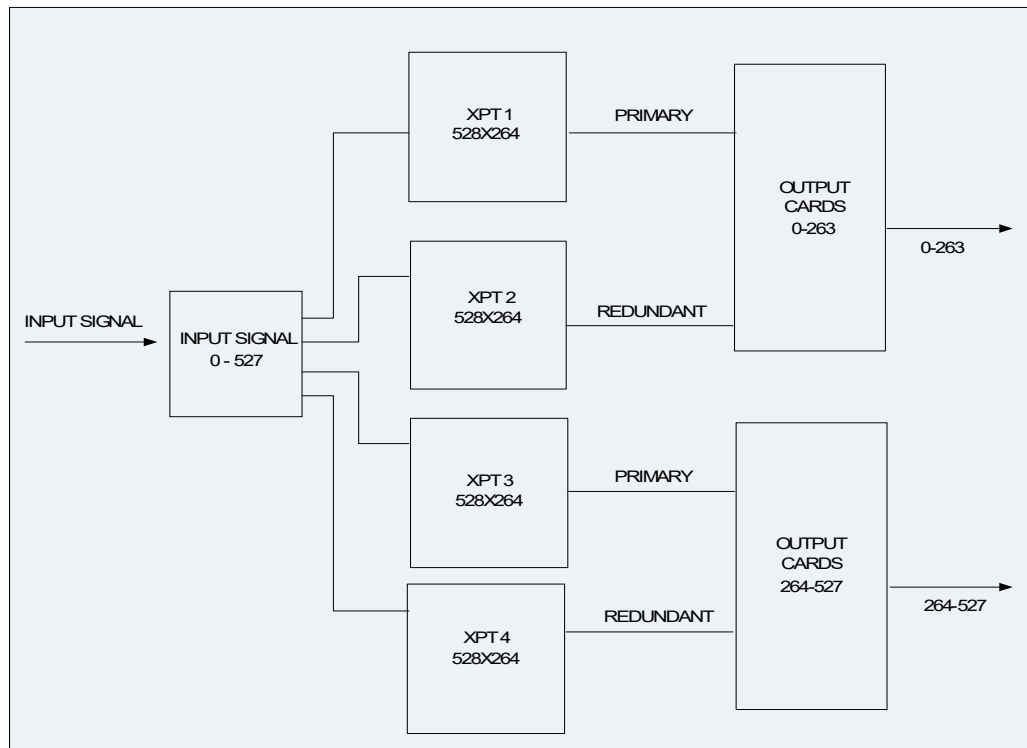 XPT 1
528X264
PRIMARY
OUTPUT
CARDS
0-263
0-263
XPT 2
528X264
REDUNDANT
INPUT SIGNAL
INPUT SIGNAL
0 - 527
XPT 3
528X264
PRIMARY
OUTPUT
CARDS
264-527
264-527
XPT 4
528X264
REDUNDANT